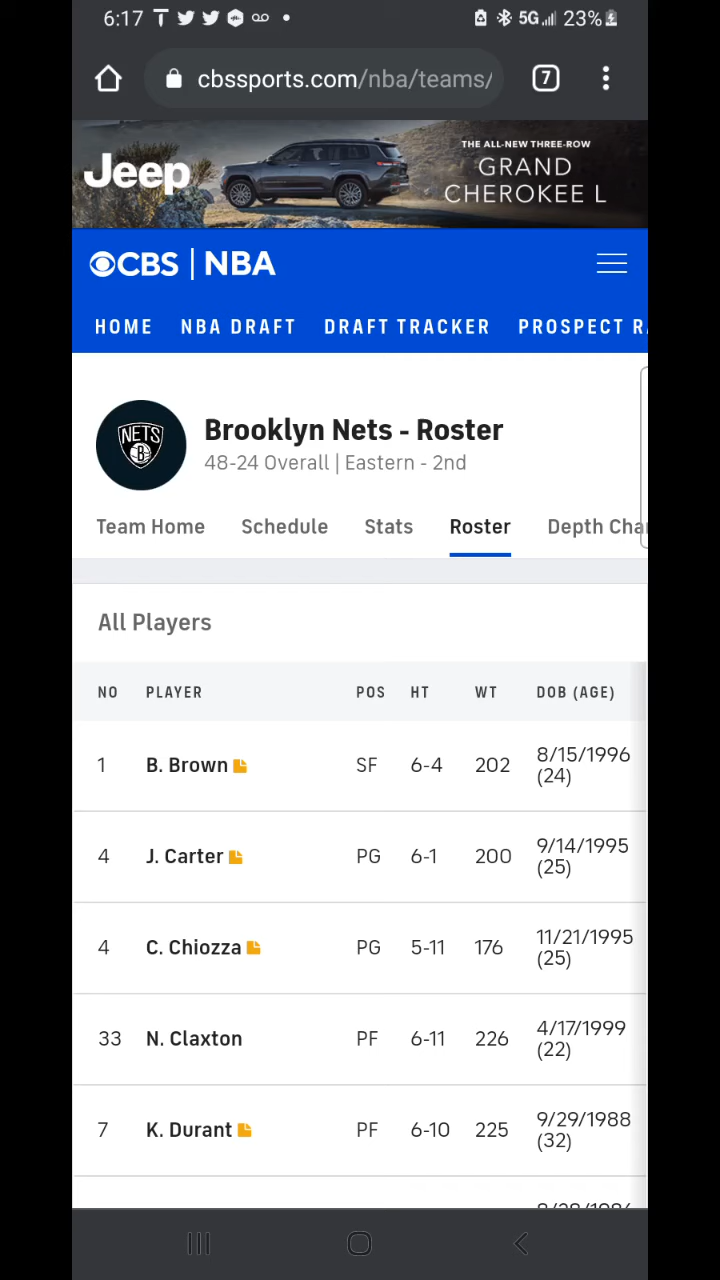 6:17 5G 23%
cbssports.com/nba/teams/ 7
Jeep
THE ALL-NEW THREE-ROW
GRAND
CHEROKEE L
CBS | NBA
HOME NBA DRAFT DRAFT TRACKER PROSPECT RA
NETS
B
Brooklyn Nets - Roster
48-24 Overall | Eastern - 2nd
Team Home Schedule Stats Roster Depth Cha
All Players
NO PLAYER POS HT WT DOB (AGE)
1 B. Brown SF 6-4 202 8/15/1996
(24)
4 J. Carter PG 6-1 200 9/14/1995
(25)
4 C. Chiozza PG 5-11 176 11/21/1995
(25)
33 N. Claxton PF 6-11 226 4/17/1999
(22)
7 K. Durant PF 6-10 225 9/29/1988
(32)